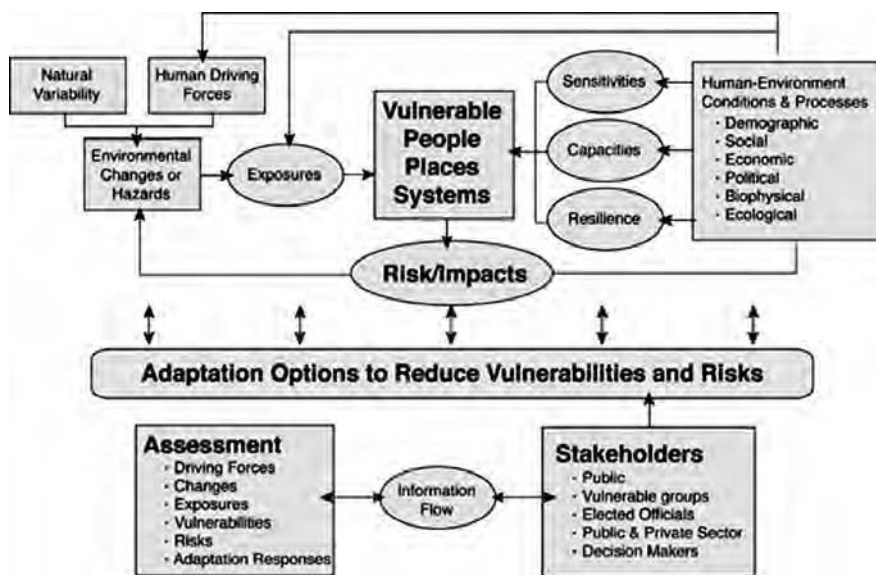 Natural
Variability
Human Driving
Forces
Environmental
Changes or
Hazards
Exposures
Vulnerable
People
Places
Systems
Sensitivities
Capacities
Resilience
Human-Environment
Conditions & Processes
· Demographic
· Social
· Economic
· Political
· Biophysical
· Ecological
Risk/Impacts
Adaptation Options to Reduce Vulnerabilities and Risks
Assessment
· Driving Forces
· Changes
· Exposures
· Vulnerabilities
· Risks
· Adaptation Responses
Information
Flow
Stakeholders
· Public
· Vulnerable groups
· Elected Officials
· Public & Private Sector
· Decision Makers